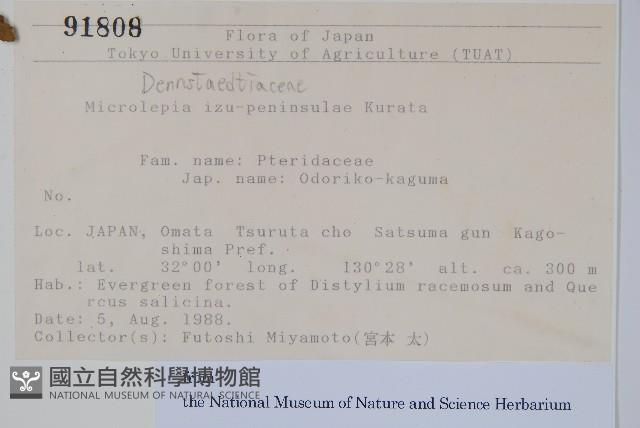 91808
Flora of Japan
Tokyo University of Agriculture (TUAT)
Dennstaedtiaceae
Microlepia izu-peninsulae Kurata
Fam. name: Pteridaceae
Jap. name: Odoriko-kaguma
No.
Loc. JAPAN, Omata Tsuruta cho Satsuma gun Kago-
shima Pref.
lat. 32°00' long. 130°28' alt. ca. 300 m
Hab.: Evergreen forest of Distylium racemosum and Que
rcus salicina.
Date: 5, Aug. 1988.
Collector(s): Futoshi Miyamoto(宮本 太)
國立自然科學博物館
NATIONAL MUSEUM OF NATURAL SCIENCE
the National Museum of Nature and Science Herbarium